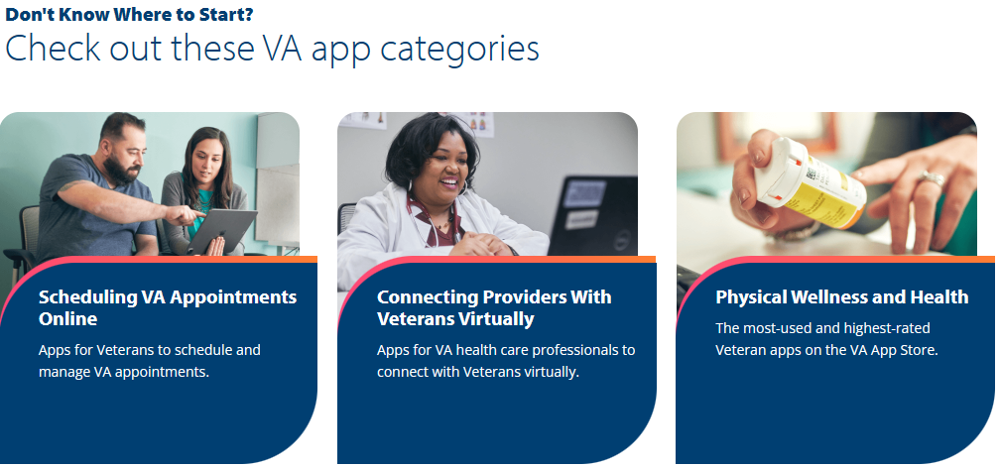 Don't Know Where to Start?
Check out these VA app categories
Scheduling VA Appointments
Online
Apps for Veterans to schedule and
manage VA appointments.
Connecting Providers With
Veterans Virtually
Apps for VA health care professionals to
connect with Veterans virtually.
Physical Wellness and Health
The most-used and highest-rated
Veteran apps on the VA App Store.